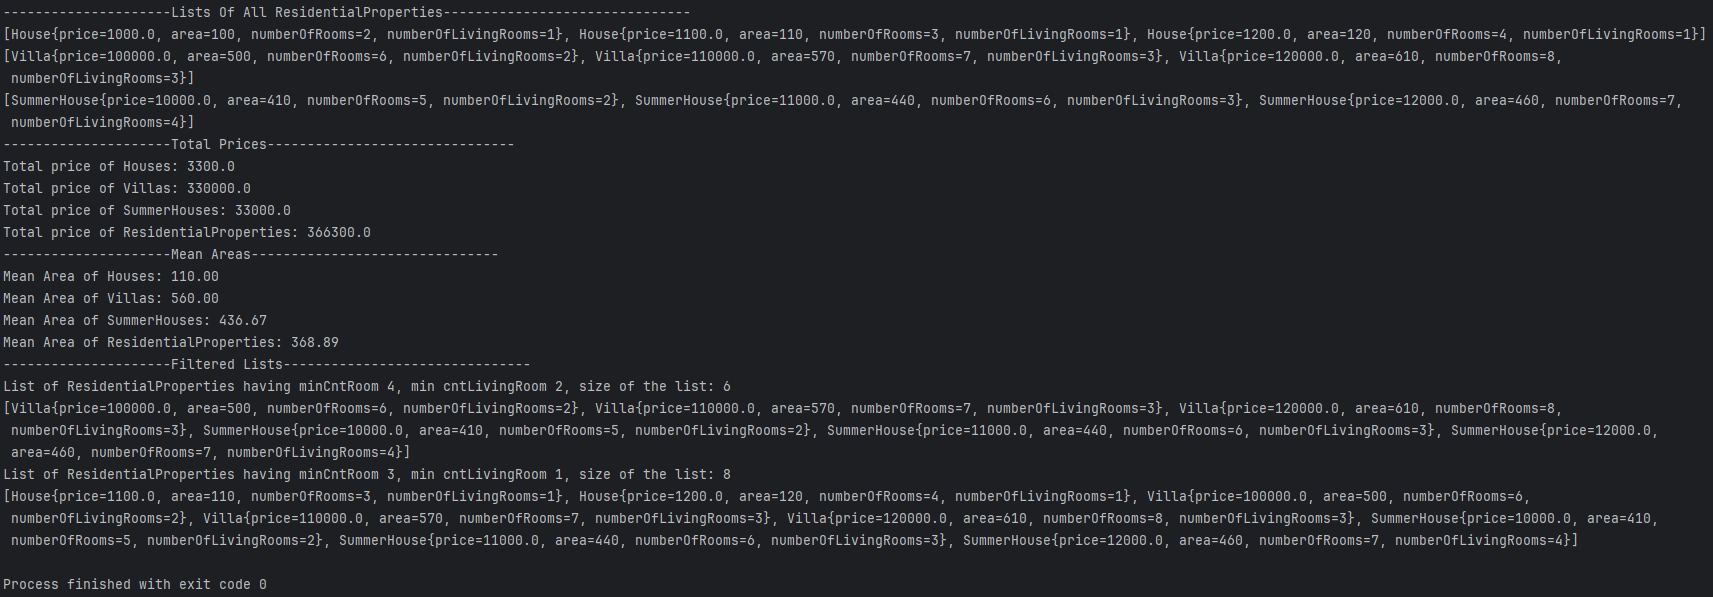 ---------------------Lists Of All ResidentialProperties-------------------------------
[House{price=1000.0, area=100, numberOfRooms=2, numberOfLivingRooms=1}, House{price=1100.0, area=110, numberOfRooms=3, numberOfLivingRooms=1}, House{price=1200.0, area=120, numberOfRooms=4, numberOfLivingRooms=1}]
[Villa{price=100000.0, area=500, numberOfRooms=6, numberOfLivingRooms=2}, Villa{price=110000.0, area=570, numberOfRooms=7, numberOfLivingRooms=3}, Villa{price=120000.0, area=610, numberOfRooms=8,
numberOfLivingRooms=3}]
[SummerHouse{price=10000.0, area=410, numberOfRooms=5, numberOfLivingRooms=2}, SummerHouse{price=11000.0, area=440, numberOfRooms=6, numberOfLivingRooms=3}, SummerHouse{price=12000.0, area=460, numberOfRooms=7,
numberOfLivingRooms=4}]
---------------------Total Prices-------------------------------
Total price of Houses: 3300.0
Total price of Villas: 330000.0
Total price of SummerHouses: 33000.0
Total price of ResidentialProperties: 366300.0
---------------------Mean Areas-------------------------------
Mean Area of Houses: 110.00
Mean Area of Villas: 560.00
Mean Area of SummerHouses: 436.67
Mean Area of ResidentialProperties: 368.89
---------------------Filtered Lists-------------------------------
List of ResidentialProperties having minCntRoom 4, min cntLivingRoom 2, size of the list: 6
[Villa{price=100000.0, area=500, numberOfRooms=6, numberOfLivingRooms=2}, Villa{price=110000.0, area=570, numberOfRooms=7, numberOfLivingRooms=3}, Villa{price=120000.0, area=610, numberOfRooms=8,
numberOfLivingRooms=3}, SummerHouse{price=10000.0, area=410, numberOfRooms=5, numberOfLivingRooms=2}, SummerHouse{price=11000.0, area=440, numberOfRooms=6, numberOfLivingRooms=3}, SummerHouse{price=12000.0,
area=460, numberOfRooms=7, numberOfLivingRooms=4}]
List of ResidentialProperties having minCntRoom 3, min cntLivingRoom 1, size of the list: 8
[House{price=1100.0, area=110, numberOfRooms=3, numberOfLivingRooms=1}, House{price=1200.0, area=120, numberOfRooms=4, numberOfLivingRooms=1}, Villa{price=100000.0, area=500, numberOfRooms=6,
numberOfLivingRooms=2}, Villa{price=110000.0, area=570, numberOfRooms=7, numberOfLivingRooms=3}, Villa{price=120000.0, area=610, numberOfRooms=8, numberOfLivingRooms=3}, SummerHouse{price=10000.0, area=410,
numberOfRooms=5, numberOfLivingRooms=2}, SummerHouse{price=11000.0, area=440, numberOfRooms=6, numberOfLivingRooms=3}, SummerHouse{price=12000.0, area=460, numberOfRooms=7, numberOfLivingRooms=4}]
Process finished with exit code 0